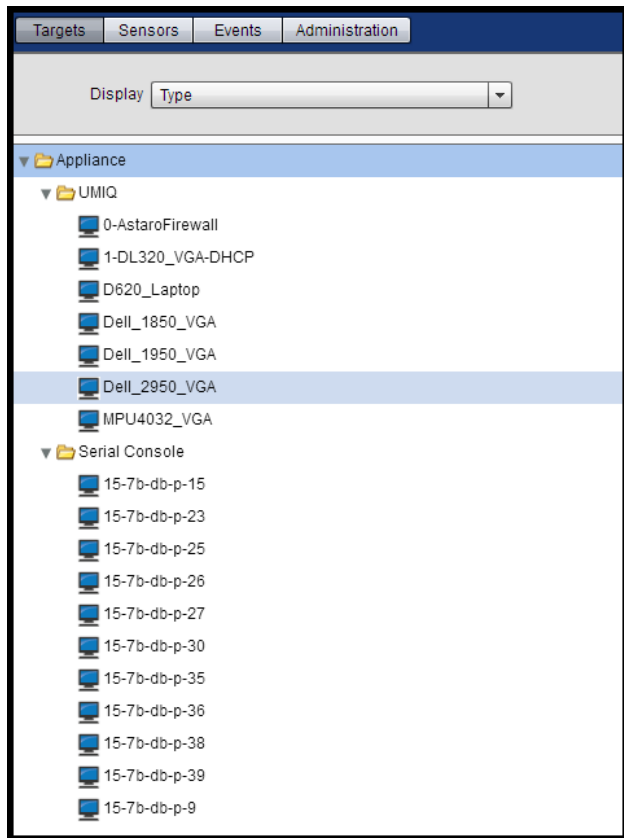 Targets Sensors Events Administration
Display Type
Appliance
UMIQ
0-AstaroFirewall
1-DL320_VGA-DHCP
D620_Laptop
Dell_1850_VGA
Dell_1950_VGA
Dell_2950_VGA
MPU4032_VGA
Serial Console
15-7b-db-p-15
15-7b-db-p-23
15-7b-db-p-25
15-7b-db-p-26
15-7b-db-p-27
15-7b-db-p-30
15-7b-db-p-35
15-7b-db-p-36
15-7b-db-p-38
15-7b-db-p-39
15-7b-db-p-9